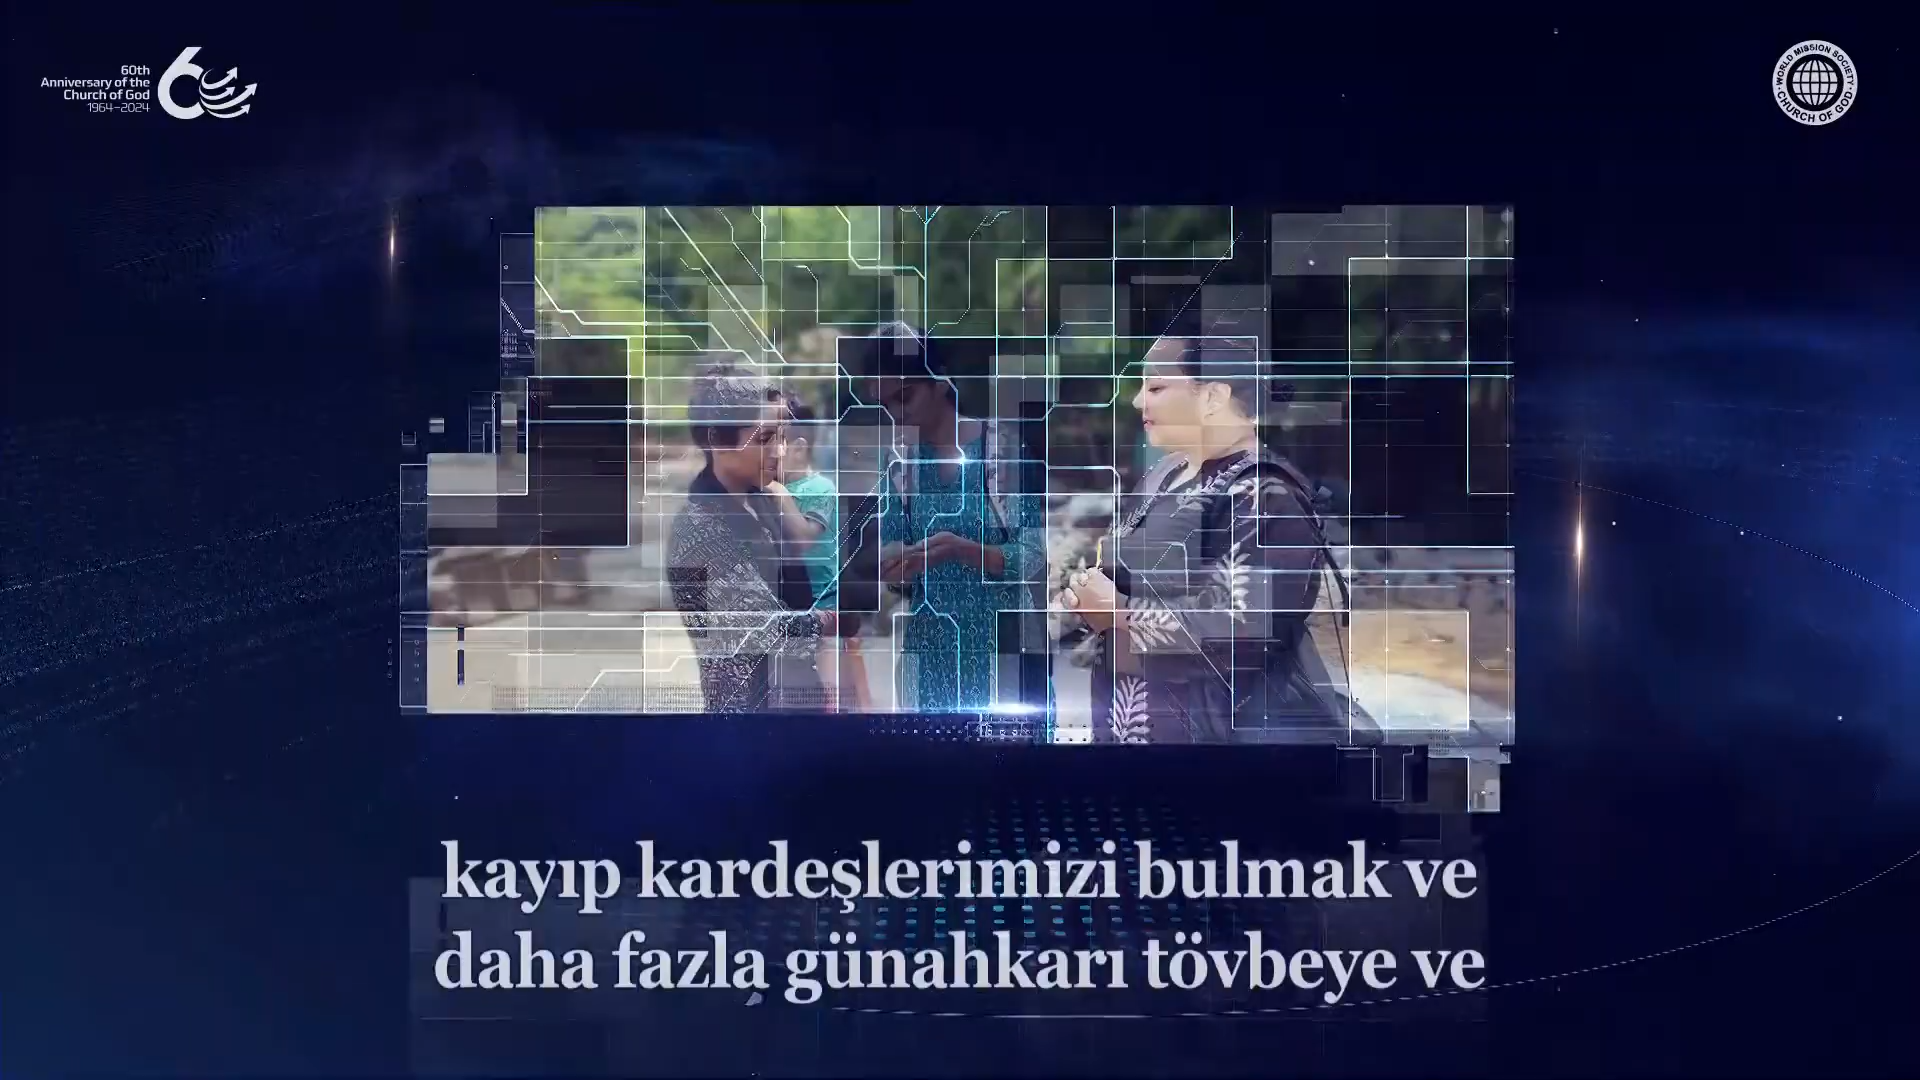 60th
Anniversary of the
Church of God
1964–2024
60
WORLD MISSION SOCIETY
CHURCH OF GOD
kayıp kardeşlerimizi bulmak ve
daha fazla günahkarı tövbeye ve